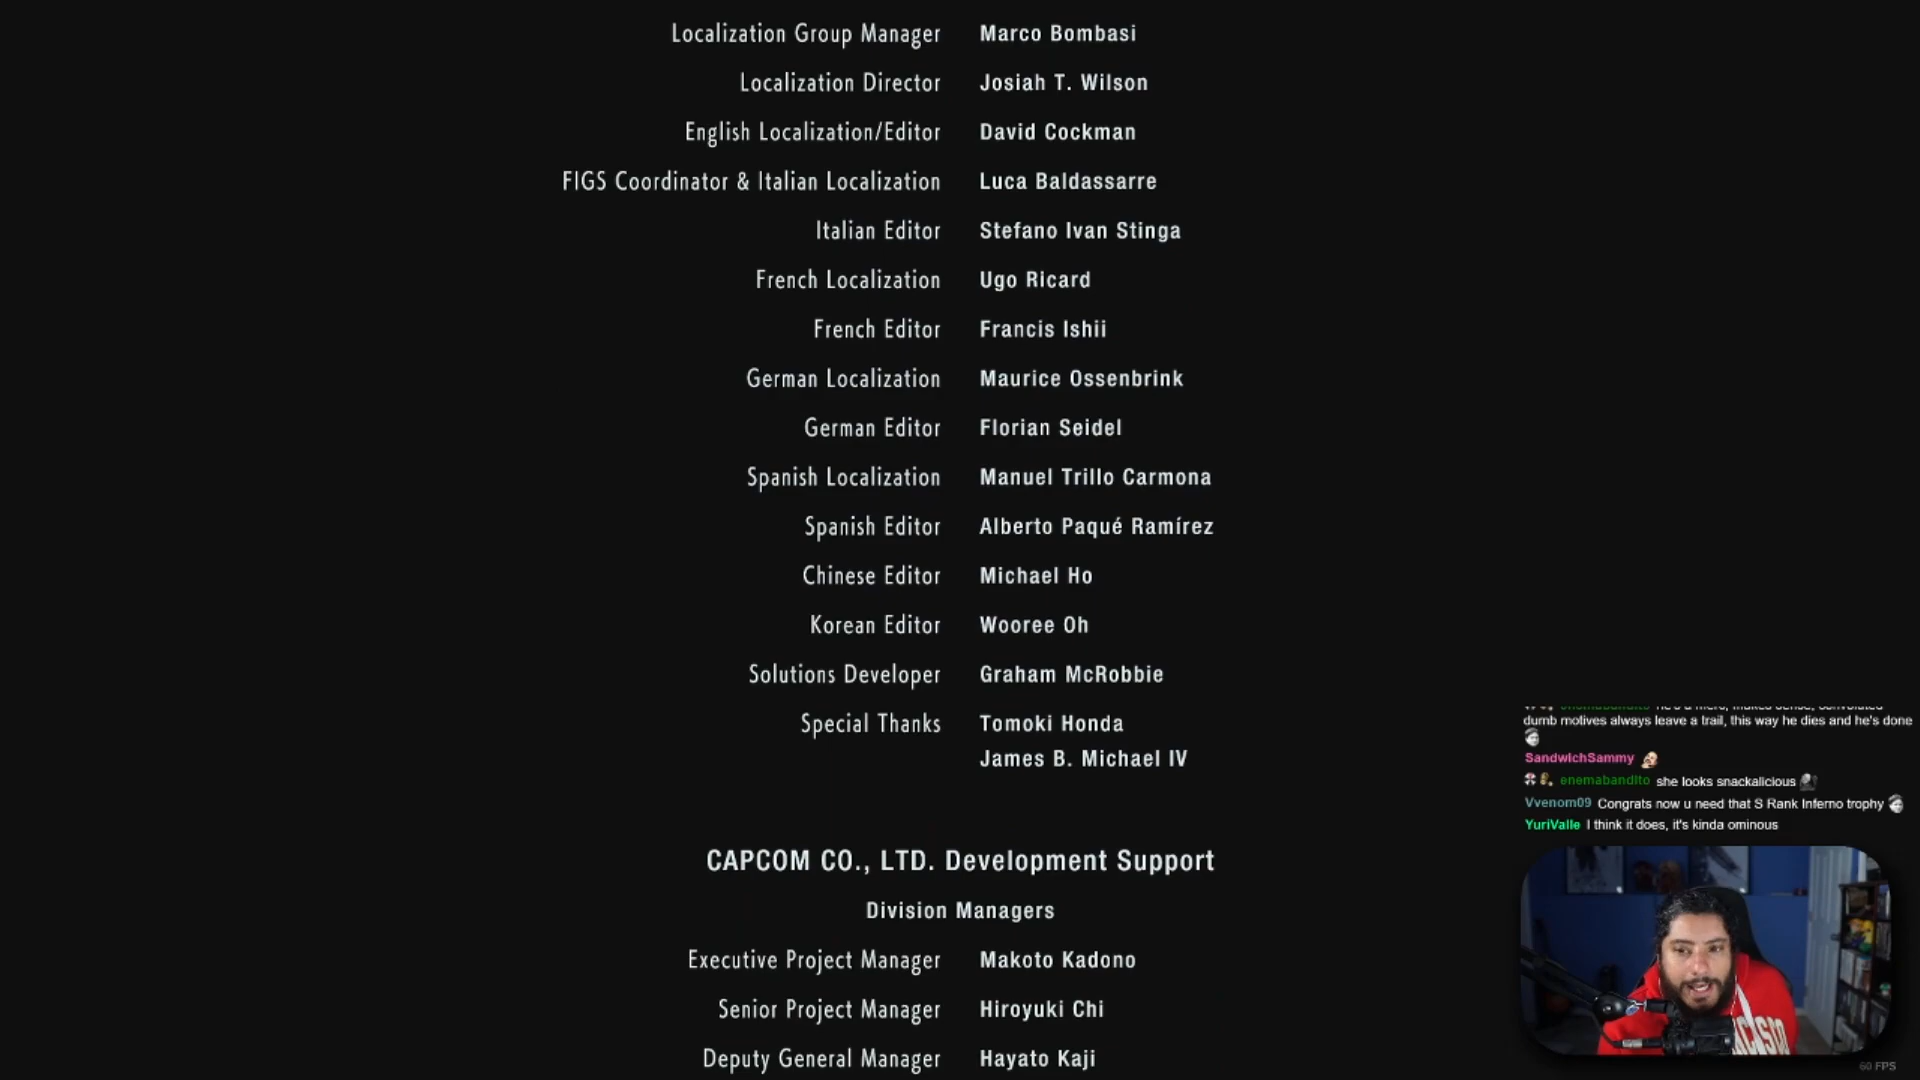 Localization Group Manager Marco Bombasi
Localization Director Josiah T. Wilson
English Localization/Editor David Cockman
FIGS Coordinator & Italian Localization Luca Baldassarre
Italian Editor Stefano Ivan Stinga
French Localization Ugo Ricard
French Editor Francis Ishii
German Localization Maurice Ossenbrink
German Editor Florian Seidel
Spanish Localization Manuel Trillo Carmona
Spanish Editor Alberto Paqué Ramírez
Chinese Editor Michael Ho
Korean Editor Wooree Oh
Solutions Developer Graham McRobbie
Special Thanks Tomoki Honda
James B. Michael IV
CAPCOM CO., LTD. Development Support
Division Managers
Executive Project Manager Makoto Kadono
Senior Project Manager Hiroyuki Chi
Deputy General Manager Hayato Kaji
dumb motives always leave a trail, this way he dies and he's done
SandwichSammy
enemabandito she looks snackalicious
Vvenom09 Congrats now u need that S Rank Inferno trophy
YuriValle I think it does, it's kinda ominous
60 FPS